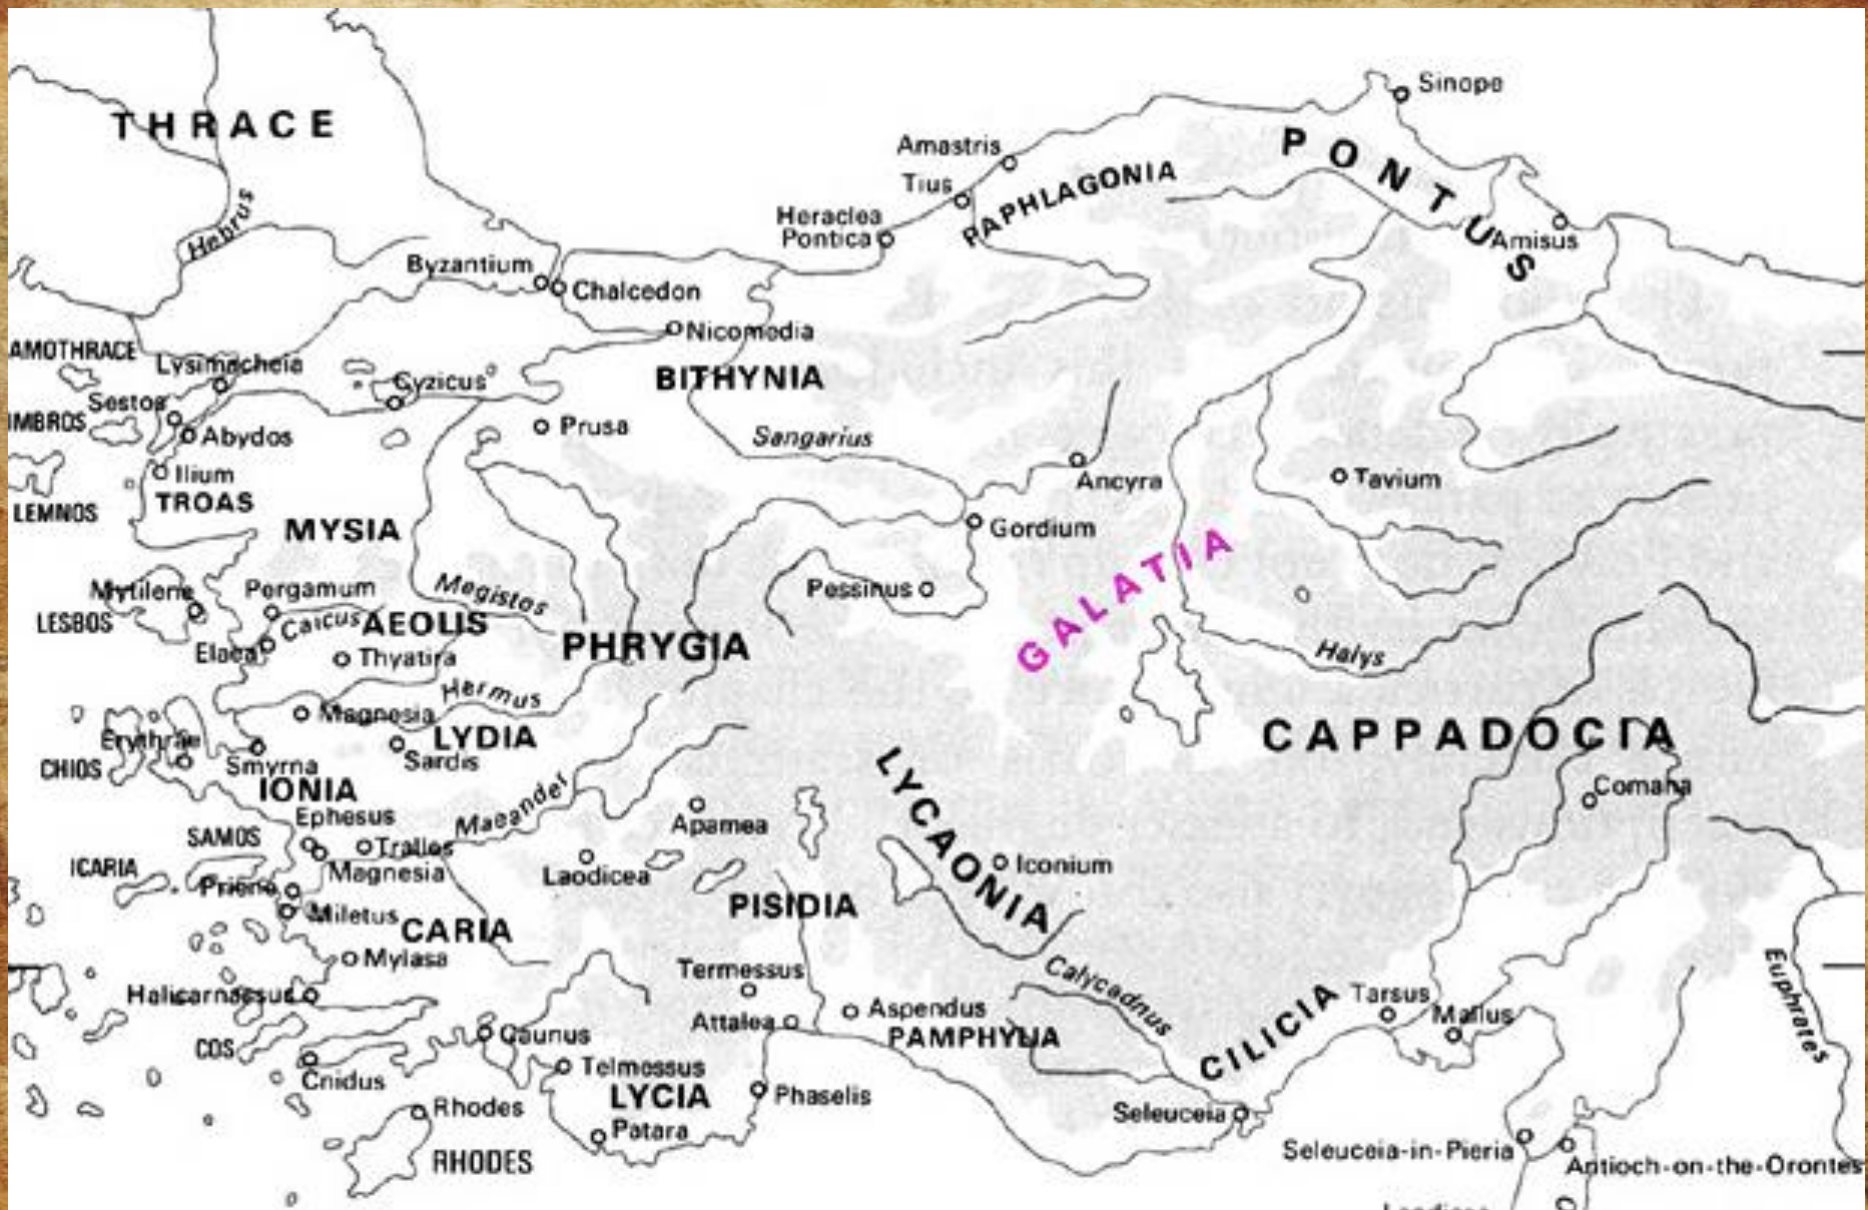 Sinope
THRACE
PONTUS
Amastris
Tius
PAPHLAGONIA
Heraclea
Pontica
Hebrus
Amisus
Byzantium
Chalcedon
Nicomedia
AMOTHRACE
Lysimacheia
Cyzicus
BITHYNIA
Sestos
IMBROS
Abydos
Prusa
Sangarius
Ilium
TROAS
Ancyra
Tavium
LEMNOS
MYSIA
Gordium
GALATIA
Mytilene
Pergamum
Megistos
Pessinus
LESBOS
Caicus
AEOLIS
PHRYGIA
Elaea
Thyatira
Halys
Hermus
Magnesia
Erythrae
LYDIA
CAPPADOCIA
CHIOS
Smyrna
Sardis
LYCAONIA
IONIA
Comana
Ephesus
Maeander
Apamea
SAMOS
Tralles
ICARIA
Magnesia
Laodicea
Iconium
Priene
PISIDIA
Miletus
CARIA
Mylasa
Termessus
Calycadnus
Euphrates
Halicarnassus
Aspendus
CILICIA
Tarsus
Mallus
Attalea
PAMPHYLIA
COS
Caunus
Cnidus
Telmessus
LYCIA
Phaselis
Rhodes
Seleuceia
Patara
RHODES
Seleuceia-in-Pieria
Antioch-on-the-Orontes